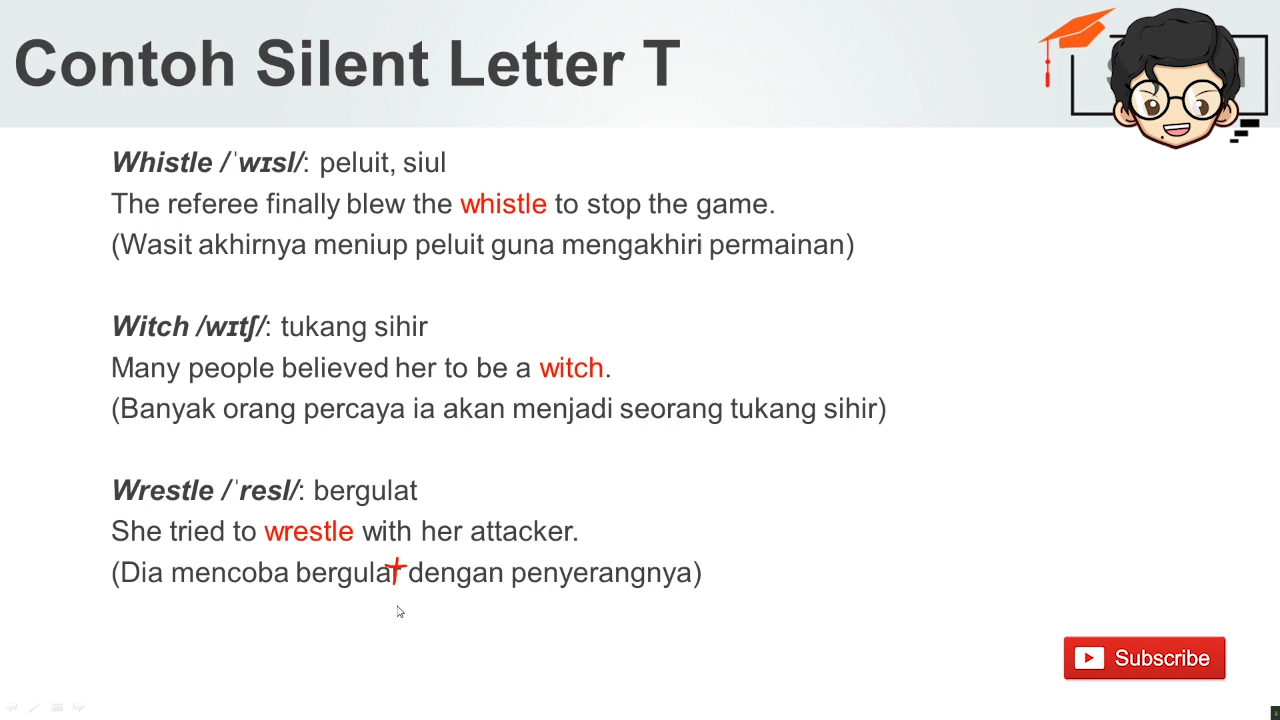 Contoh Silent Letter T
Whistle /ˈwɪsl/: peluit, siul
The referee finally blew the whistle to stop the game.
(Wasit akhirnya meniup peluit guna mengakhiri permainan)
Witch /wɪtʃ/: tukang sihir
Many people believed her to be a witch.
(Banyak orang percaya ia akan menjadi seorang tukang sihir)
Wrestle /ˈresl/: bergulat
She tried to wrestle with her attacker.
(Dia mencoba bergulat dengan penyerangnya)
Subscribe